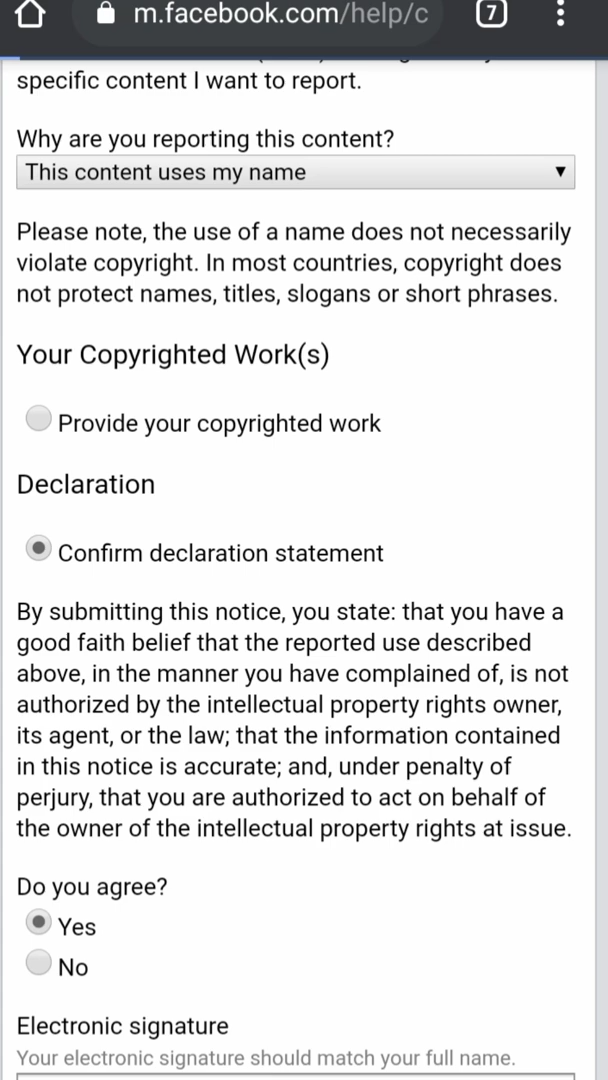 m.facebook.com/help/c
7
specific content I want to report.
Why are you reporting this content?
This content uses my name
Please note, the use of a name does not necessarily
violate copyright. In most countries, copyright does
not protect names, titles, slogans or short phrases.
Your Copyrighted Work(s)
Provide your copyrighted work
Declaration
Confirm declaration statement
By submitting this notice, you state: that you have a
good faith belief that the reported use described
above, in the manner you have complained of, is not
authorized by the intellectual property rights owner,
its agent, or the law; that the information contained
in this notice is accurate; and, under penalty of
perjury, that you are authorized to act on behalf of
the owner of the intellectual property rights at issue.
Do you agree?
Yes
No
Electronic signature
Your electronic signature should match your full name.